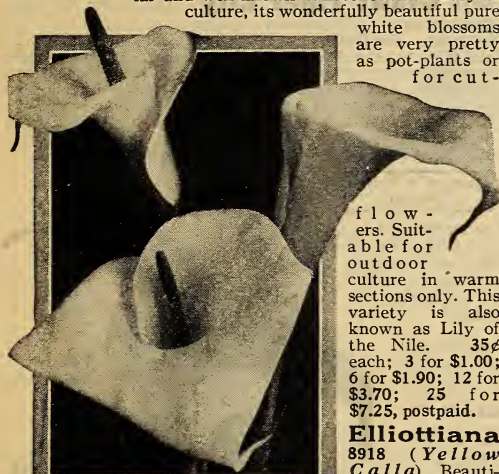 culture, its wonderfully beautiful pure
white blossoms
are very pretty
as pot-plants or
for cut-
flow-
ers. Suit-
able for
outdoor
culture in warm
sections only. This
variety is also
known as Lily of
the Nile. 35¢
each; 3 for $1.00;
6 for $1.90; 12 for
$3.70; 25 for
$7.25, postpaid.
Elliottiana
8918 (Yellow
Calla) Beauti-